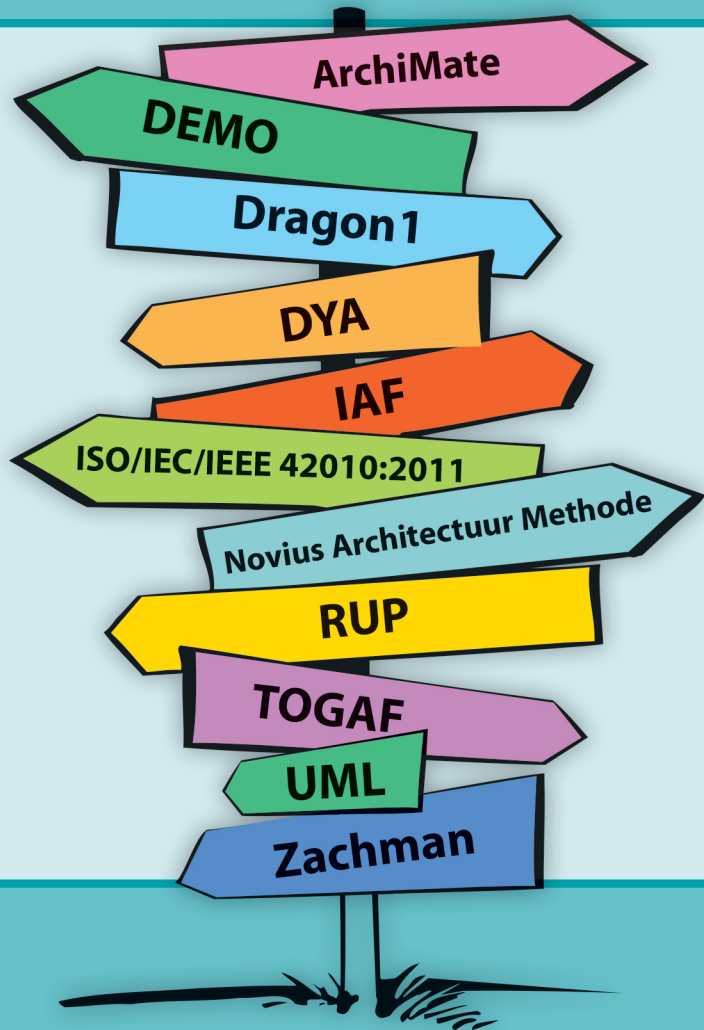 ArchiMate
DEMO
Dragon1
DYA
IAF
ISO/IEC/IEEE 42010:2011
Novius Architectuur Methode
RUP
TOGAF
UML
Zachman